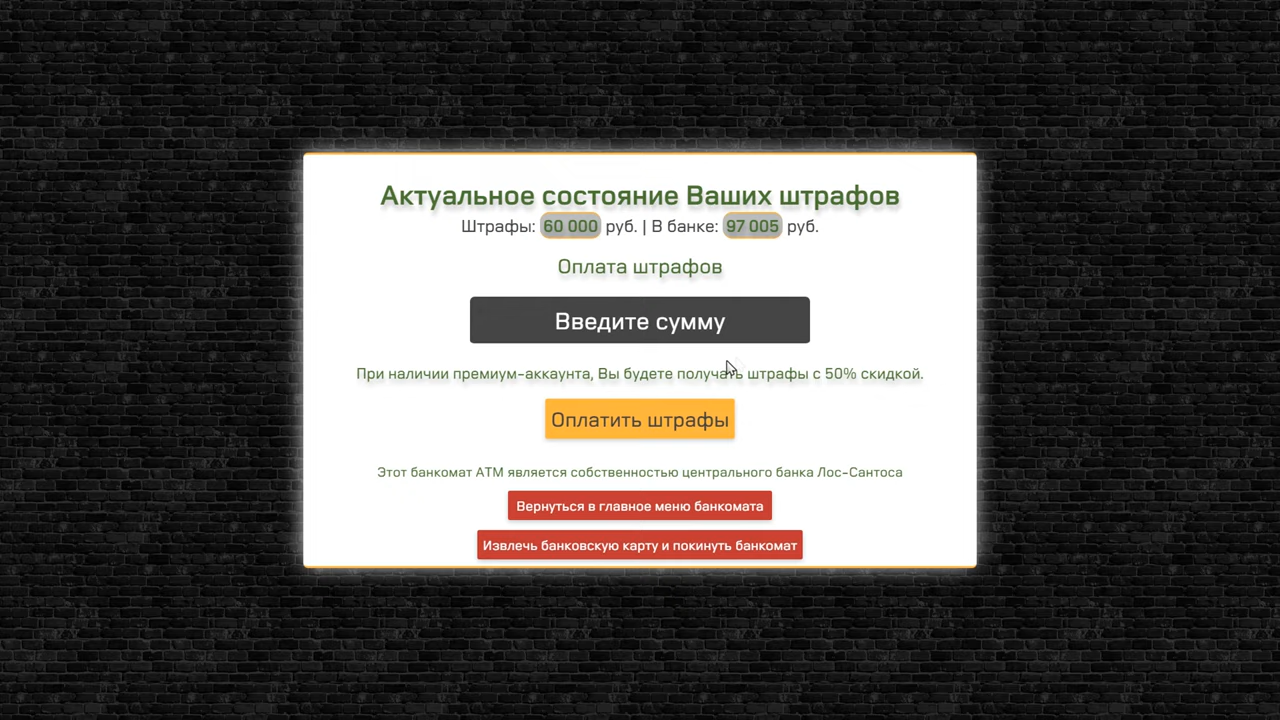 Актуальное состояние Ваших штрафов
Штрафы: 60 000 руб. | В банке: 97 005 руб.
Оплата штрафов
Введите сумму
При наличии премиум-аккаунта, Вы будете получать штрафы с 50% скидкой.
Оплатить штрафы
Этот банкомат АТМ является собственностью центрального банка Лос-Сантоса
Вернуться в главное меню банкомата
Извлечь банковскую карту и покинуть банкомат